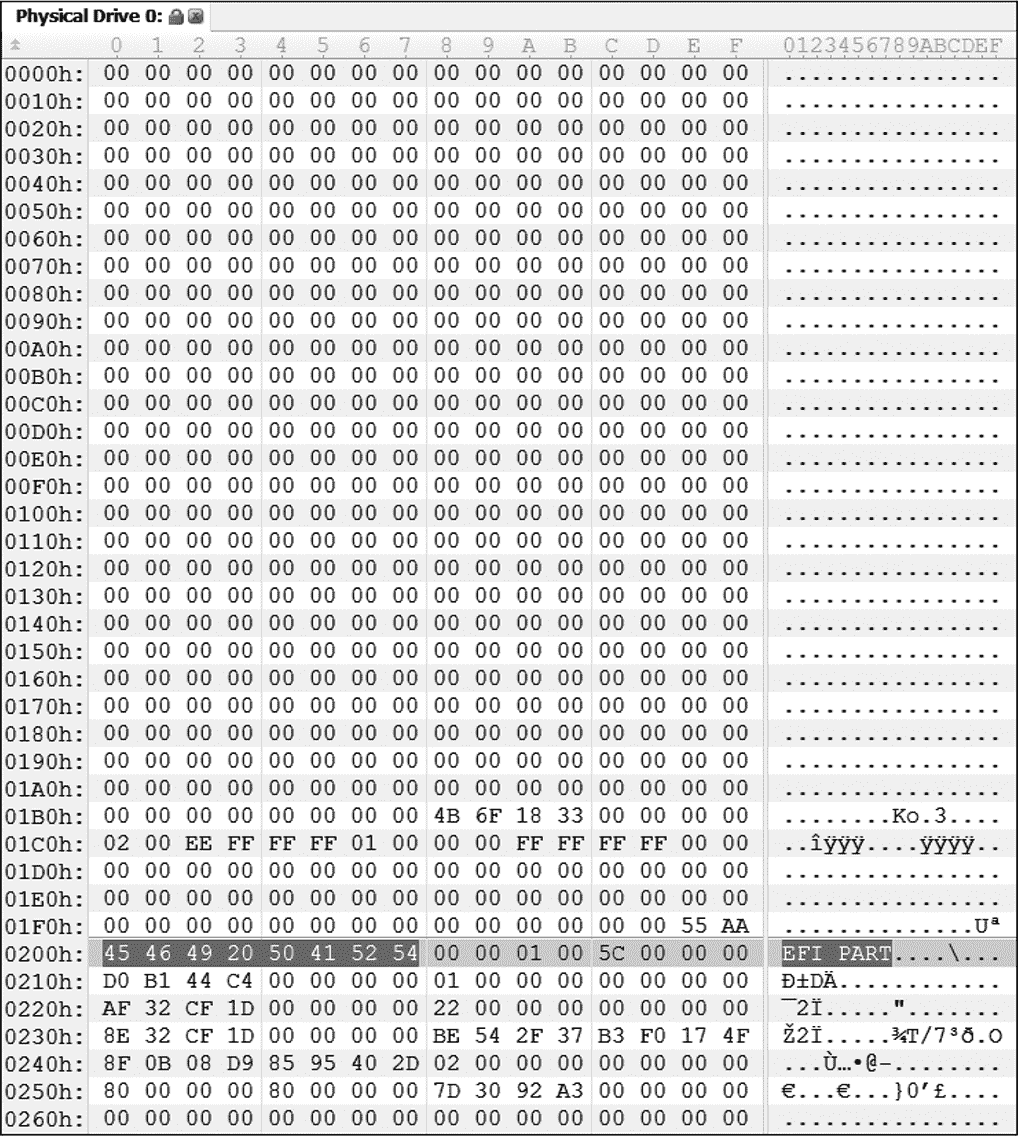 Physical Drive 0:
0 1 2 3 4 5 6 7 8 9 A B C D E F 0123456789ABCDEF
0000h: 00 00 00 00 00 00 00 00 00 00 00 00 00 00 00 00 ................
0010h: 00 00 00 00 00 00 00 00 00 00 00 00 00 00 00 00 ................
0020h: 00 00 00 00 00 00 00 00 00 00 00 00 00 00 00 00 ................
0030h: 00 00 00 00 00 00 00 00 00 00 00 00 00 00 00 00 ................
0040h: 00 00 00 00 00 00 00 00 00 00 00 00 00 00 00 00 ................
0050h: 00 00 00 00 00 00 00 00 00 00 00 00 00 00 00 00 ................
0060h: 00 00 00 00 00 00 00 00 00 00 00 00 00 00 00 00 ................
0070h: 00 00 00 00 00 00 00 00 00 00 00 00 00 00 00 00 ................
0080h: 00 00 00 00 00 00 00 00 00 00 00 00 00 00 00 00 ................
0090h: 00 00 00 00 00 00 00 00 00 00 00 00 00 00 00 00 ................
00A0h: 00 00 00 00 00 00 00 00 00 00 00 00 00 00 00 00 ................
00B0h: 00 00 00 00 00 00 00 00 00 00 00 00 00 00 00 00 ................
00C0h: 00 00 00 00 00 00 00 00 00 00 00 00 00 00 00 00 ................
00D0h: 00 00 00 00 00 00 00 00 00 00 00 00 00 00 00 00 ................
00E0h: 00 00 00 00 00 00 00 00 00 00 00 00 00 00 00 00 ................
00F0h: 00 00 00 00 00 00 00 00 00 00 00 00 00 00 00 00 ................
0100h: 00 00 00 00 00 00 00 00 00 00 00 00 00 00 00 00 ................
0110h: 00 00 00 00 00 00 00 00 00 00 00 00 00 00 00 00 ................
0120h: 00 00 00 00 00 00 00 00 00 00 00 00 00 00 00 00 ................
0130h: 00 00 00 00 00 00 00 00 00 00 00 00 00 00 00 00 ................
0140h: 00 00 00 00 00 00 00 00 00 00 00 00 00 00 00 00 ................
0150h: 00 00 00 00 00 00 00 00 00 00 00 00 00 00 00 00 ................
0160h: 00 00 00 00 00 00 00 00 00 00 00 00 00 00 00 00 ................
0170h: 00 00 00 00 00 00 00 00 00 00 00 00 00 00 00 00 ................
0180h: 00 00 00 00 00 00 00 00 00 00 00 00 00 00 00 00 ................
0190h: 00 00 00 00 00 00 00 00 00 00 00 00 00 00 00 00 ................
01A0h: 00 00 00 00 00 00 00 00 00 00 00 00 00 00 00 00 ................
01B0h: 00 00 00 00 00 00 00 00 4B 6F 18 33 00 00 00 00 ........Ko.3....
01C0h: 02 00 EE FF FF FF 01 00 00 00 FF FF FF FF 00 00 ..îÿÿÿ....ÿÿÿÿ..
01D0h: 00 00 00 00 00 00 00 00 00 00 00 00 00 00 00 00 ................
01E0h: 00 00 00 00 00 00 00 00 00 00 00 00 00 00 00 00 ................
01F0h: 00 00 00 00 00 00 00 00 00 00 00 00 00 00 55 AA ..............Uª
0200h: 45 46 49 20 50 41 52 54 00 00 01 00 5C 00 00 00 EFI PART....\...
0210h: D0 B1 44 C4 00 00 00 00 01 00 00 00 00 00 00 00 Ð±DÄ............
0220h: AF 32 CF 1D 00 00 00 00 22 00 00 00 00 00 00 00 ¯2Ï.....".......
0230h: 8E 32 CF 1D 00 00 00 00 BE 54 2F 37 B3 F0 17 4F Ž2Ï.....¾T/7³ð.O
0240h: 8F 0B 08 D9 85 95 40 2D 02 00 00 00 00 00 00 00 ...Ù…•@–........
0250h: 80 00 00 00 80 00 00 00 7D 30 92 A3 00 00 00 00 €...€...}0’£....
0260h: 00 00 00 00 00 00 00 00 00 00 00 00 00 00 00 00 ................